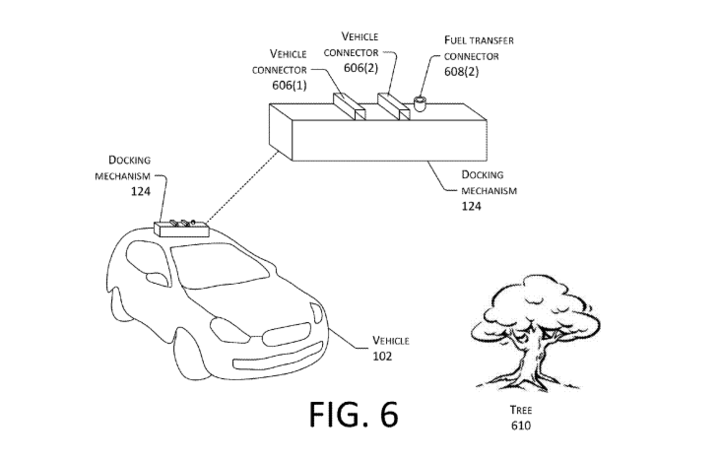 VEHICLE
CONNECTOR
606(1)
VEHICLE
CONNECTOR
606(2)
FUEL TRANSFER
CONNECTOR
608(2)
DOCKING
MECHANISM
124
DOCKING
MECHANISM
124
VEHICLE
102
TREE
610
FIG. 6